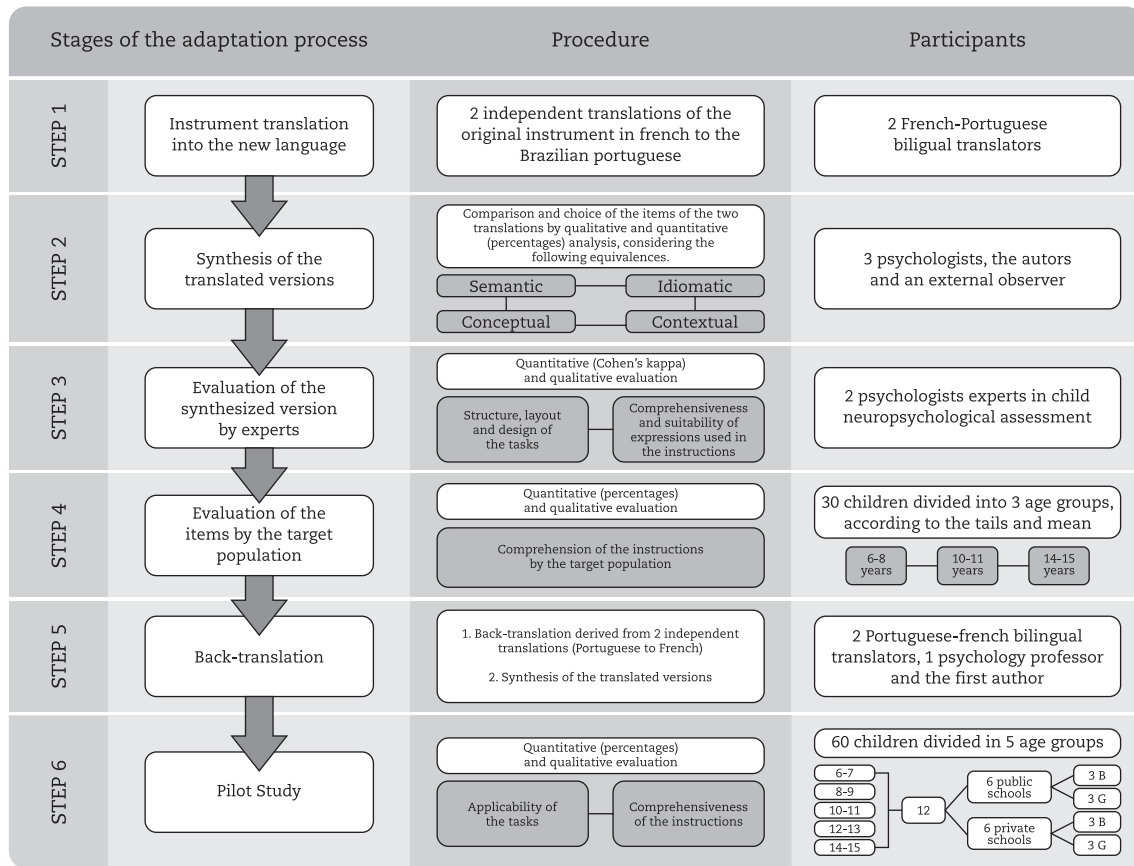 Stages of the adaptation process
Procedure
Participants
STEP 1
Instrument translation
into the new language
2 independent translations of the
original instrument in french to the
Brazilian portuguese
2 French-Portuguese
biligual translators
STEP 2
Synthesis of the
translated versions
Comparison and choice of the items of the two
translations by qualitative and quantitative
(percentages) analysis, considering the
following equivalences.
Semantic
Idiomatic
Conceptual
Contextual
3 psychologists, the autors
and an external observer
STEP 3
Evaluation of the
synthesized version
by experts
Quantitative (Cohen's kappa)
and qualitative evaluation
Structure, layout
and design of
the tasks
Comprehensiveness
and suitability of
expressions used in
the instructions
2 psychologists experts in child
neuropsychological assessment
STEP 4
Evaluation of the
items by the target
population
Quantitative (percentages)
and qualitative evaluation
Comprehension of the instructions
by the target population
30 children divided into 3 age groups,
according to the tails and mean
6-8
years
10-11
years
14-15
years
STEP 5
Back-translation
1. Back-translation derived from 2 independent
translations (Portuguese to French)
2. Synthesis of the translated versions
2 Portuguese-french bilingual
translators, 1 psychology professor
and the first author
STEP 6
Pilot Study
Quantitative (percentages)
and qualitative evaluation
Applicability of
the tasks
Comprehensiveness
of the instructions
60 children divided in 5 age groups
6-7
8-9
10-11
12-13
14-15
12
6 public
schools
3 B
3 G
6 private
schools
3 B
3 G